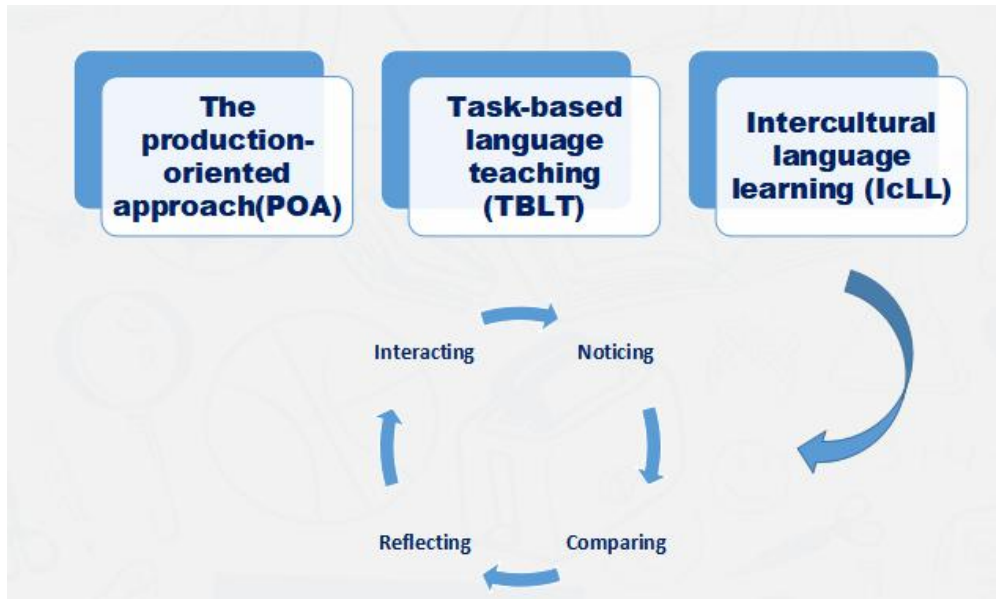 The
production-
oriented
approach(POA)
Task-based
language
teaching
(TBLT)
Intercultural
language
learning (IcLL)
Interacting
Noticing
Reflecting
Comparing